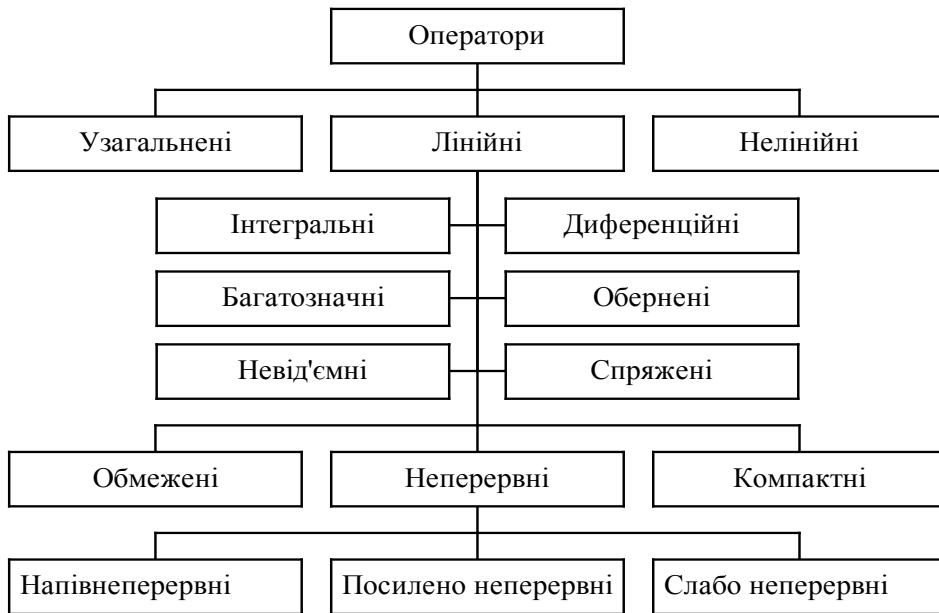 Оператори
Узагальнені
Лінійні
Нелінійні
Інтегральні
Диференційні
Багатозначні
Обернені
Невід'ємні
Спряжені
Обмежені
Неперервні
Компактні
Напівнеперервні
Посилено неперервні
Слабо неперервні